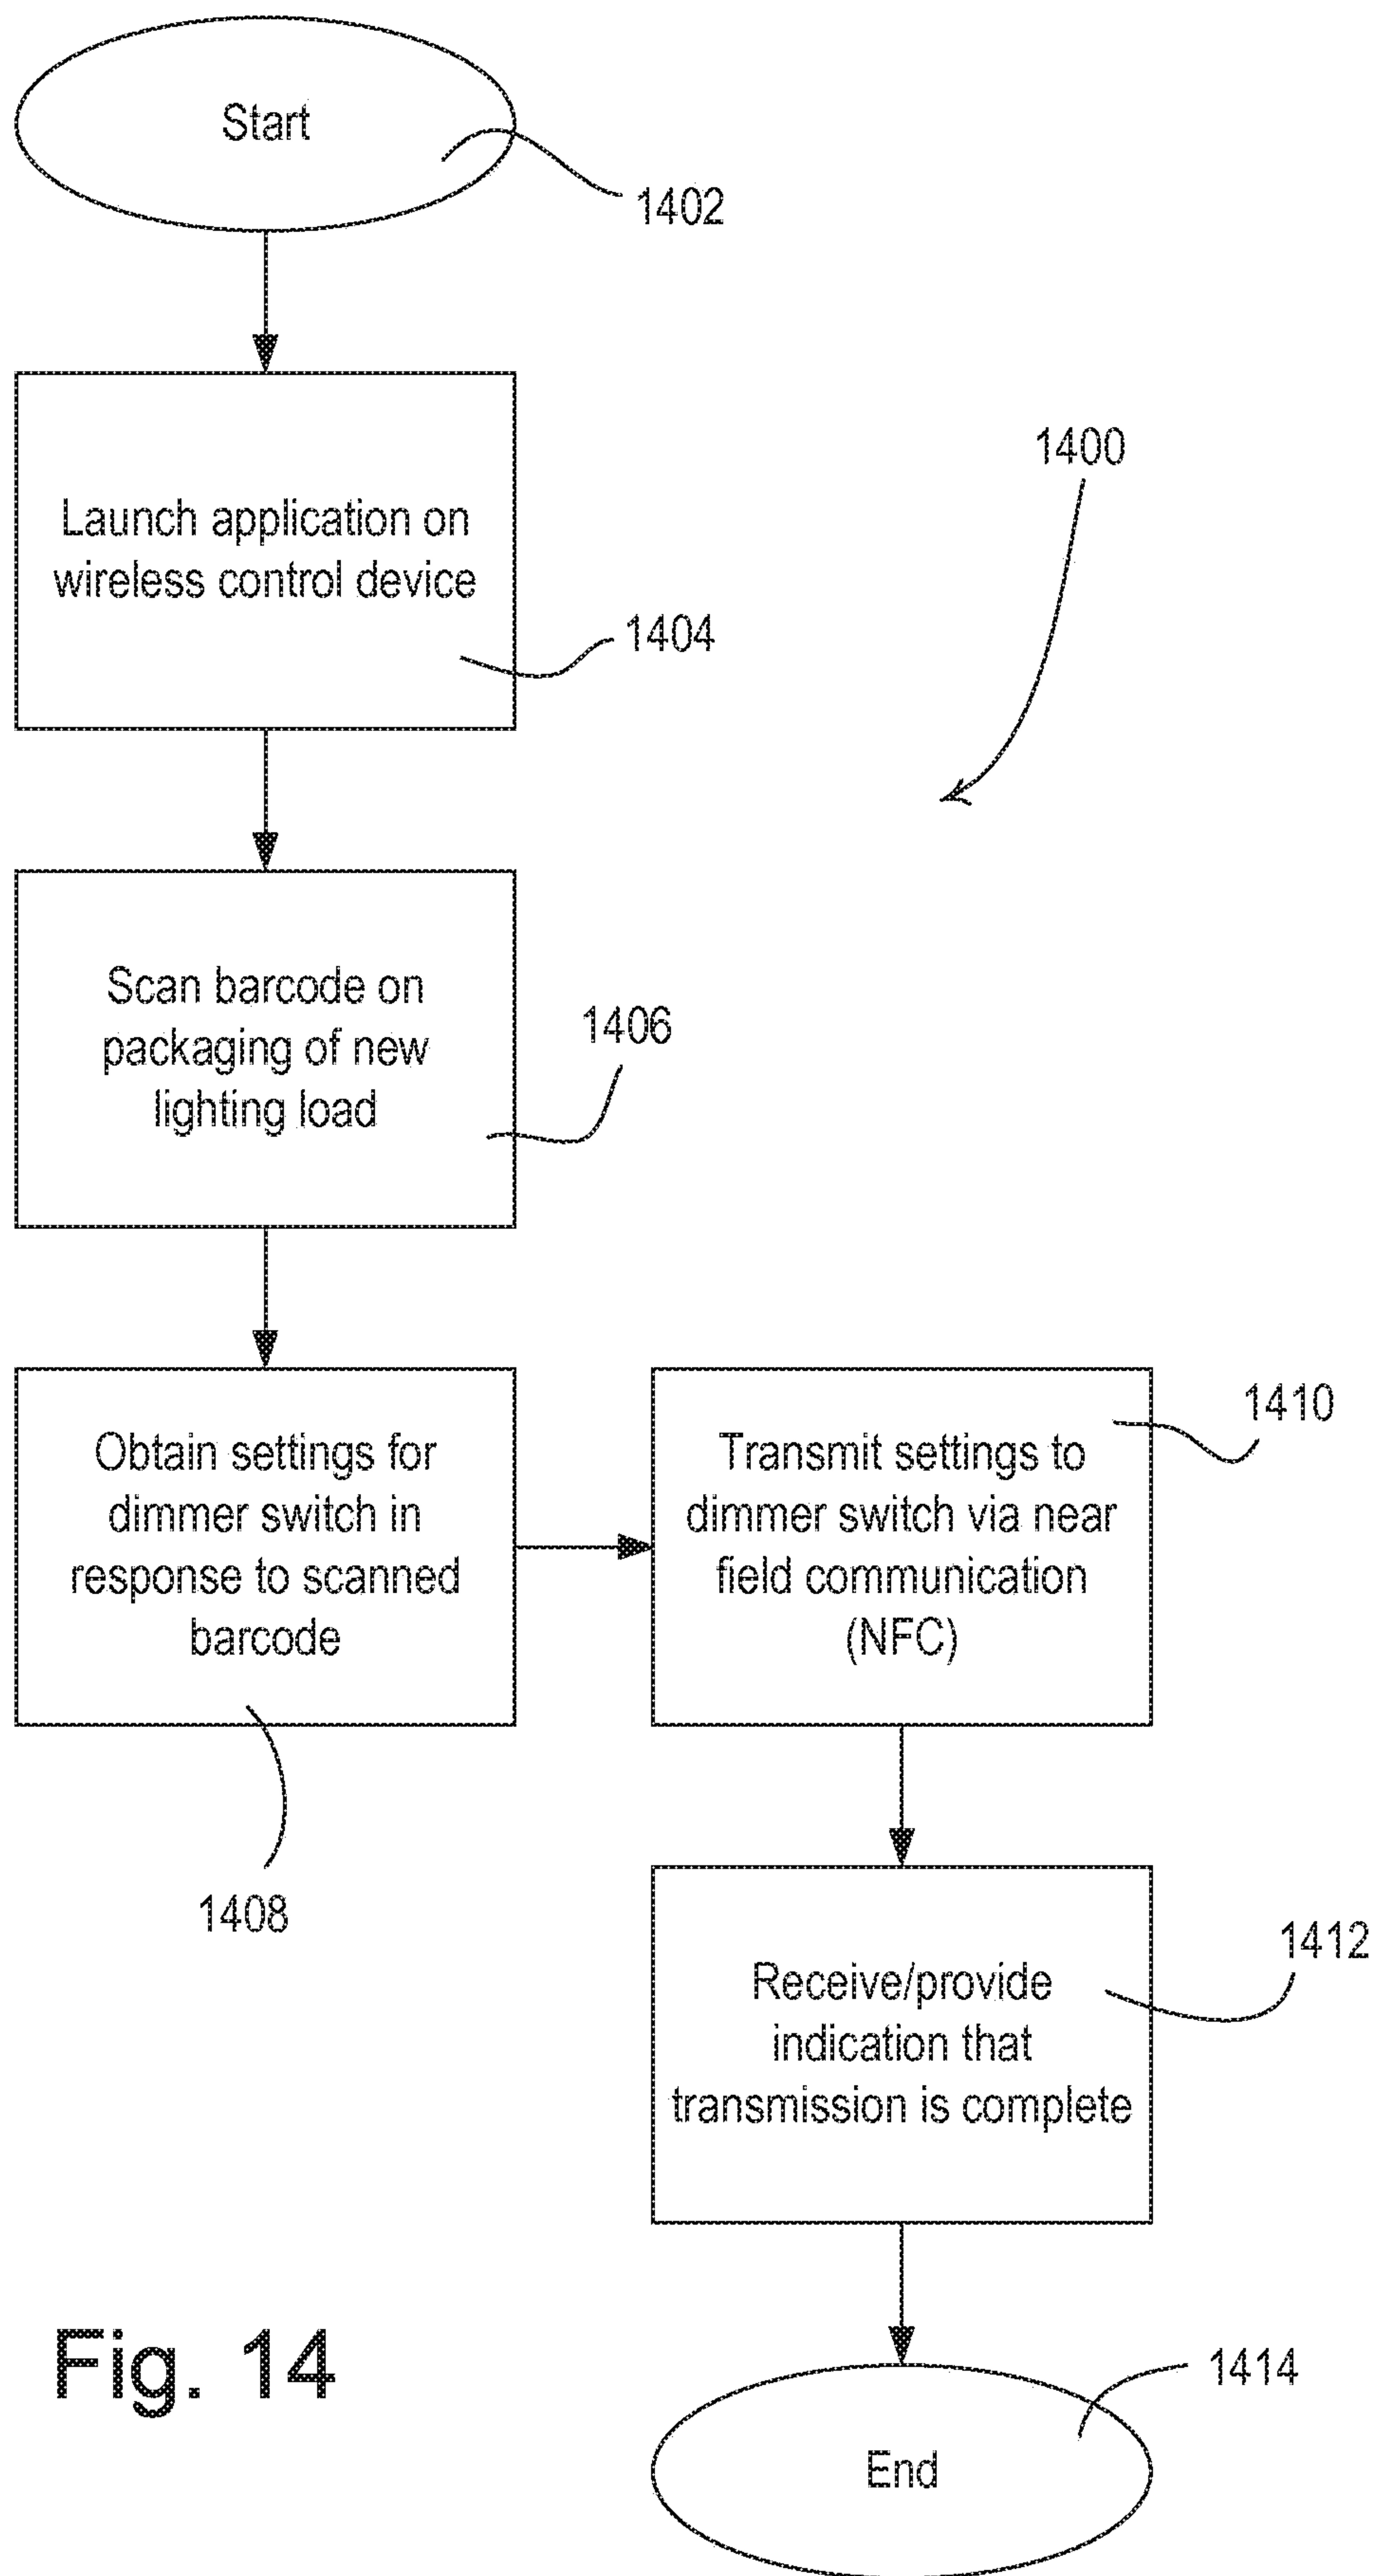 Start
1402
Launch application on
wireless control device
1404
1400
Scan barcode on
packaging of new
lighting load
1406
Obtain settings for
dimmer switch in
response to scanned
barcode
1408
Transmit settings to
dimmer switch via near
field communication
(NFC)
1410
Receive/provide
indication that
transmission is complete
1412
End
1414
Fig. 14